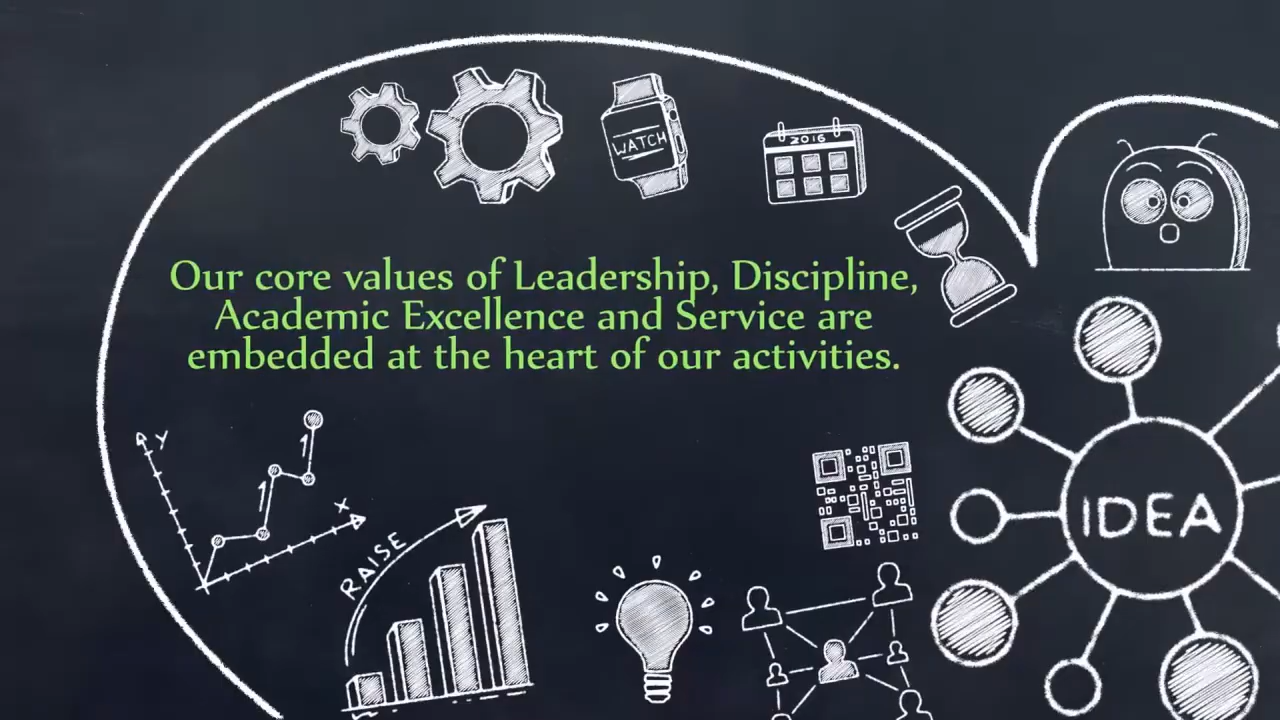 2016
WATCH
Our core values of Leadership, Discipline,
Academic Excellence and Service are
embedded at the heart of our activities.
Y
X
RAISE
IDEA